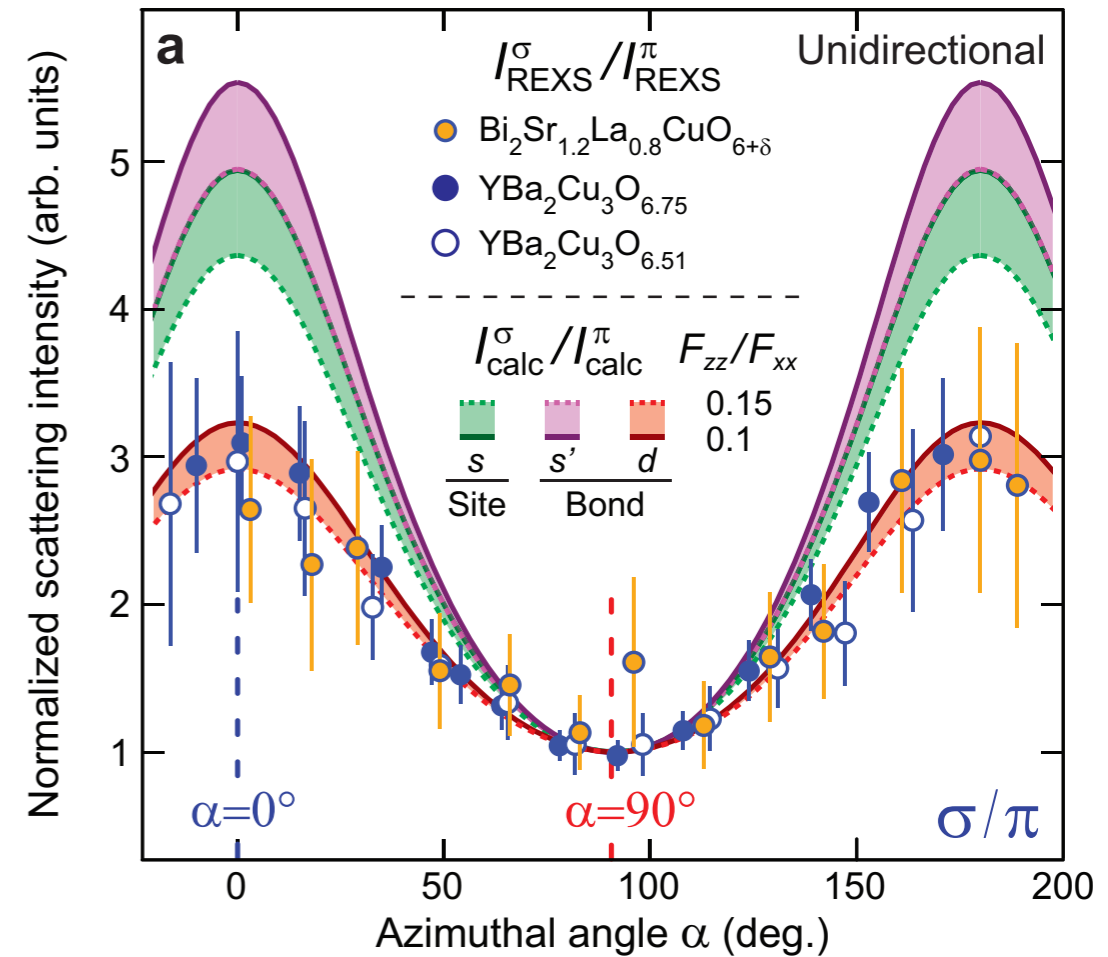 a
Unidirectional
I^σ_REXS / I^π_REXS
Bi₂Sr₁.₂La₀.₈CuO₆₊δ
YBa₂Cu₃O₆.₇₅
YBa₂Cu₃O₆.₅₁
I^σ_calc / I^π_calc F_zz/F_xx
0.15
0.1
s s' d
Site Bond
5
4
3
2
1
α=0° α=90° σ/π
0 50 100 150 200
Azimuthal angle α (deg.)
Normalized scattering intensity (arb. units)